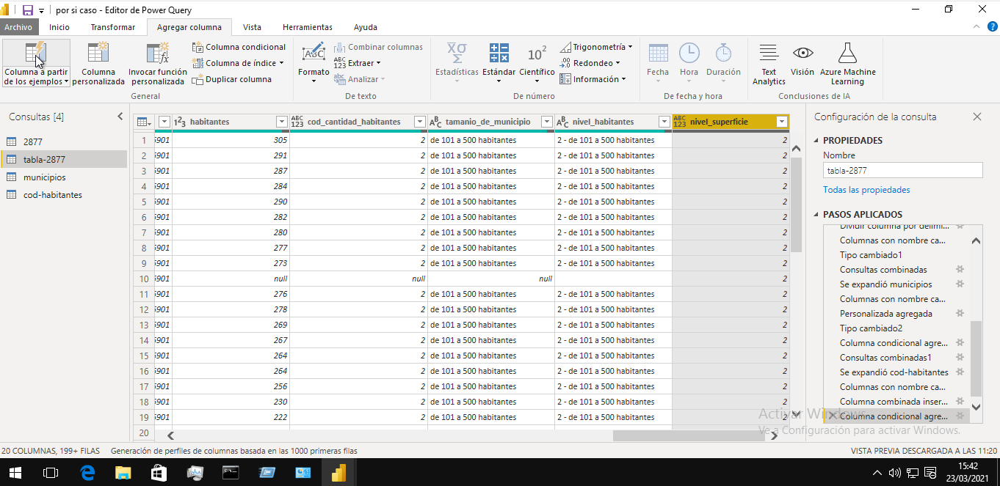 por si caso - Editor de Power Query
Archivo Inicio Transformar Agregar columna Vista Herramientas Ayuda
Columna a partir de los ejemplos
Columna personalizada
Invocar función personalizada
Columna condicional
Columna de índice
Duplicar columna
General
Formato
Combinar columnas
Extraer
Analizar
De texto
Estadísticas
Estándar
Científico
Trigonometría
Redondeo
Información
De número
Fecha
Hora
Duración
De fecha y hora
Text Analytics
Visión
Azure Machine Learning
Conclusiones de IA
Consultas [4]
2877
tabla-2877
municipios
cod-habitantes
habitantes cod_cantidad_habitantes tamanio_de_municipio nivel_habitantes nivel_superficie
1 5901 305 2 de 101 a 500 habitantes 2 - de 101 a 500 habitantes 2
2 5901 291 2 de 101 a 500 habitantes 2 - de 101 a 500 habitantes 2
3 5901 287 2 de 101 a 500 habitantes 2 - de 101 a 500 habitantes 2
4 5901 284 2 de 101 a 500 habitantes 2 - de 101 a 500 habitantes 2
5 5901 290 2 de 101 a 500 habitantes 2 - de 101 a 500 habitantes 2
6 5901 282 2 de 101 a 500 habitantes 2 - de 101 a 500 habitantes 2
7 5901 280 2 de 101 a 500 habitantes 2 - de 101 a 500 habitantes 2
8 5901 277 2 de 101 a 500 habitantes 2 - de 101 a 500 habitantes 2
9 5901 273 2 de 101 a 500 habitantes 2 - de 101 a 500 habitantes 2
10 5901 null null null 2
11 5901 276 2 de 101 a 500 habitantes 2 - de 101 a 500 habitantes 2
12 5901 278 2 de 101 a 500 habitantes 2 - de 101 a 500 habitantes 2
13 5901 269 2 de 101 a 500 habitantes 2 - de 101 a 500 habitantes 2
14 5901 267 2 de 101 a 500 habitantes 2 - de 101 a 500 habitantes 2
15 5901 264 2 de 101 a 500 habitantes 2 - de 101 a 500 habitantes 2
16 5901 264 2 de 101 a 500 habitantes 2 - de 101 a 500 habitantes 2
17 5901 256 2 de 101 a 500 habitantes 2 - de 101 a 500 habitantes 2
18 5901 230 2 de 101 a 500 habitantes 2 - de 101 a 500 habitantes 2
19 5901 222 2 de 101 a 500 habitantes 2 - de 101 a 500 habitantes 2
20
Configuración de la consulta
PROPIEDADES
Nombre
tabla-2877
Todas las propiedades
PASOS APLICADOS
Dividir columna por delimi...
Columnas con nombre ca...
Tipo cambiado1
Consultas combinadas
Se expandió municipios
Columnas con nombre ca...
Personalizada agregada
Tipo cambiado2
Columna condicional agre...
Consultas combinadas1
Se expandió cod-habitantes
Columnas con nombre ca...
Columna combinada inser...
Columna condicional agre...
Activar Windows
Ve a Configuración para activar Windows.
20 COLUMNAS, 199+ FILAS Generación de perfiles de columnas basada en las 1000 primeras filas
VISTA PREVIA DESCARGADA A LAS 11:20
15:42
23/03/2021